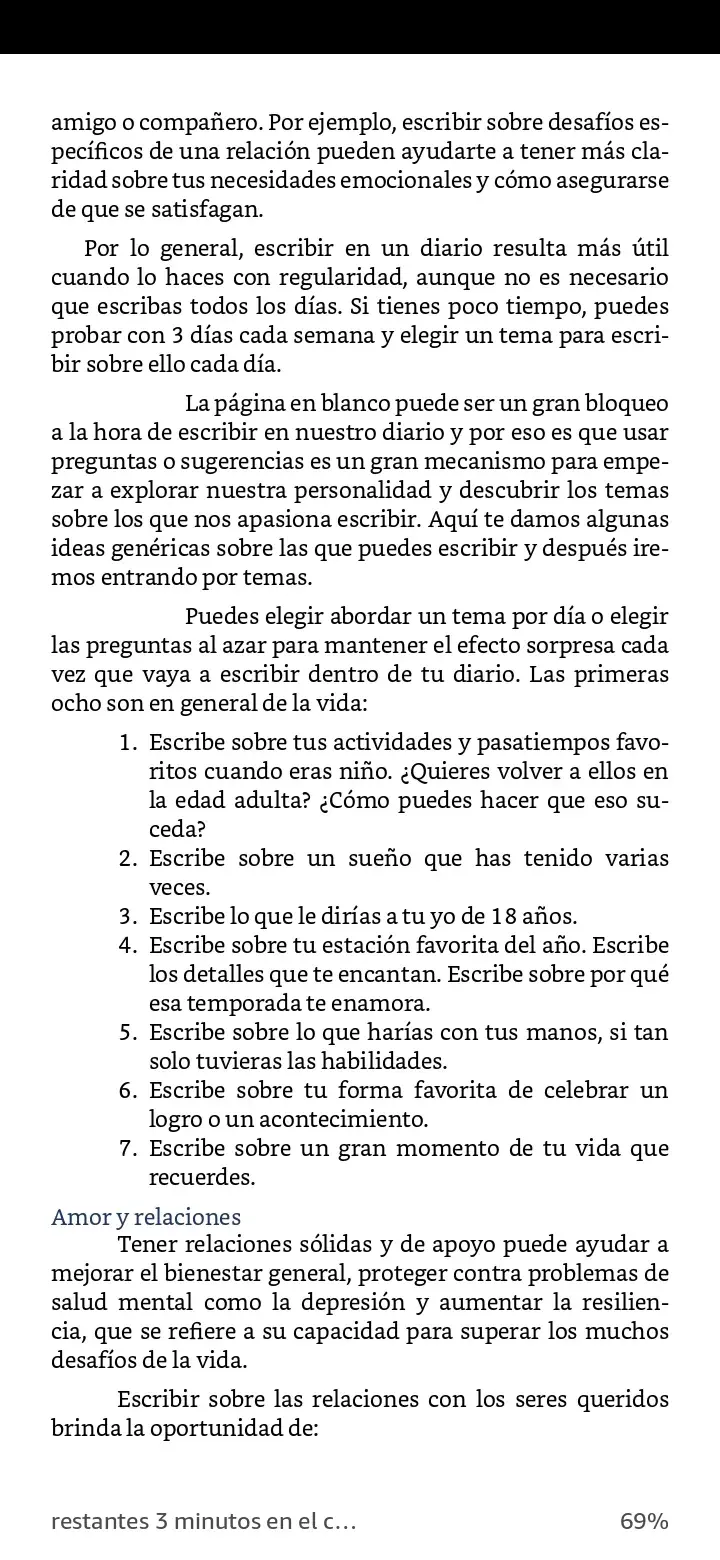 amigo o compañero. Por ejemplo, escribir sobre desafíos es-
pecíficos de una relación pueden ayudarte a tener más cla-
ridad sobre tus necesidades emocionales y cómo asegurarse
de que se satisfagan.
Por lo general, escribir en un diario resulta más útil
cuando lo haces con regularidad, aunque no es necesario
que escribas todos los días. Si tienes poco tiempo, puedes
probar con 3 días cada semana y elegir un tema para escri-
bir sobre ello cada día.
La página en blanco puede ser un gran bloqueo
a la hora de escribir en nuestro diario y por eso es que usar
preguntas o sugerencias es un gran mecanismo para empe-
zar a explorar nuestra personalidad y descubrir los temas
sobre los que nos apasiona escribir. Aquí te damos algunas
ideas genéricas sobre las que puedes escribir y después ire-
mos entrando por temas.
Puedes elegir abordar un tema por día o elegir
las preguntas al azar para mantener el efecto sorpresa cada
vez que vaya a escribir dentro de tu diario. Las primeras
ocho son en general de la vida:
1. Escribe sobre tus actividades y pasatiempos favo-
ritos cuando eras niño. ¿Quieres volver a ellos en
la edad adulta? ¿Cómo puedes hacer que eso su-
ceda?
2. Escribe sobre un sueño que has tenido varias
veces.
3. Escribe lo que le dirías a tu yo de 18 años.
4. Escribe sobre tu estación favorita del año. Escribe
los detalles que te encantan. Escribe sobre por qué
esa temporada te enamora.
5. Escribe sobre lo que harías con tus manos, si tan
solo tuvieras las habilidades.
6. Escribe sobre tu forma favorita de celebrar un
logro o un acontecimiento.
7. Escribe sobre un gran momento de tu vida que
recuerdes.
Amor y relaciones
Tener relaciones sólidas y de apoyo puede ayudar a
mejorar el bienestar general, proteger contra problemas de
salud mental como la depresión y aumentar la resilien-
cia, que se refiere a su capacidad para superar los muchos
desafíos de la vida.
Escribir sobre las relaciones con los seres queridos
brinda la oportunidad de:
restantes 3 minutos en el c... 69%